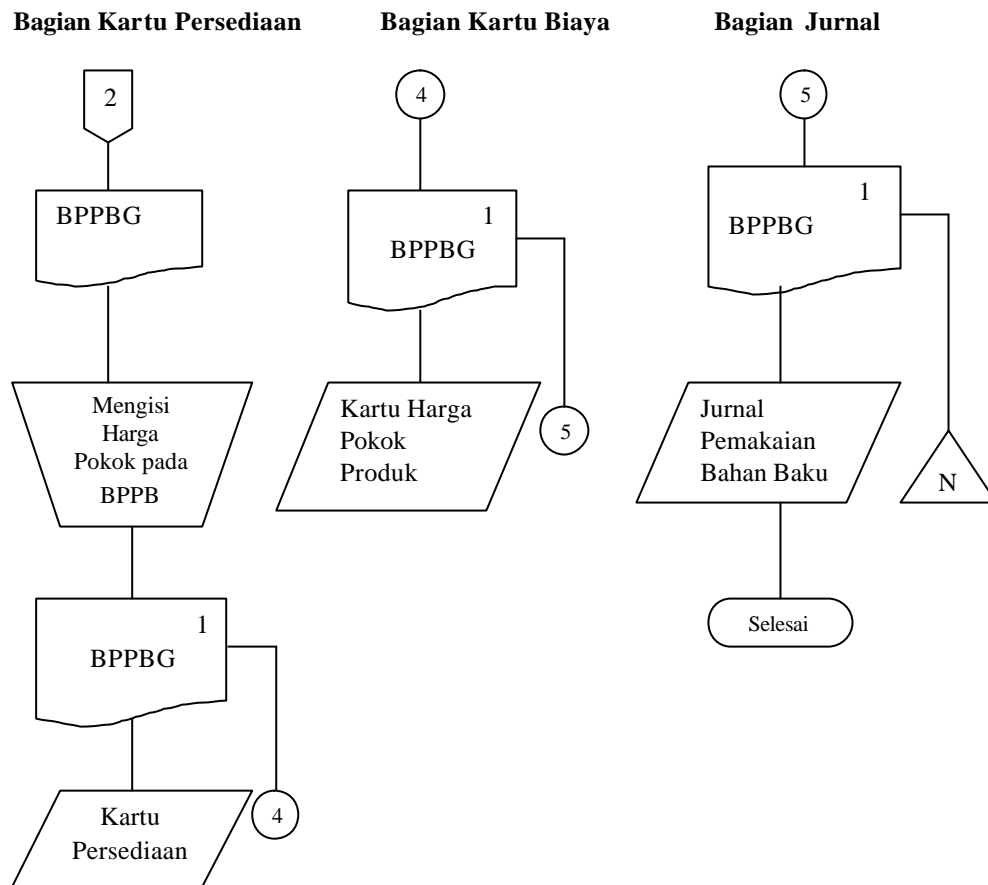 Bagian Kartu Persediaan
2
BPPBG
Mengisi
Harga
Pokok pada
BPPB
1
BPPBG
4
Kartu
Persediaan
Bagian Kartu Biaya
4
1
BPPBG
Kartu Harga
Pokok
Produk
5
Bagian Jurnal
5
1
BPPBG
Jurnal
Pemakaian
Bahan Baku
N
Selesai